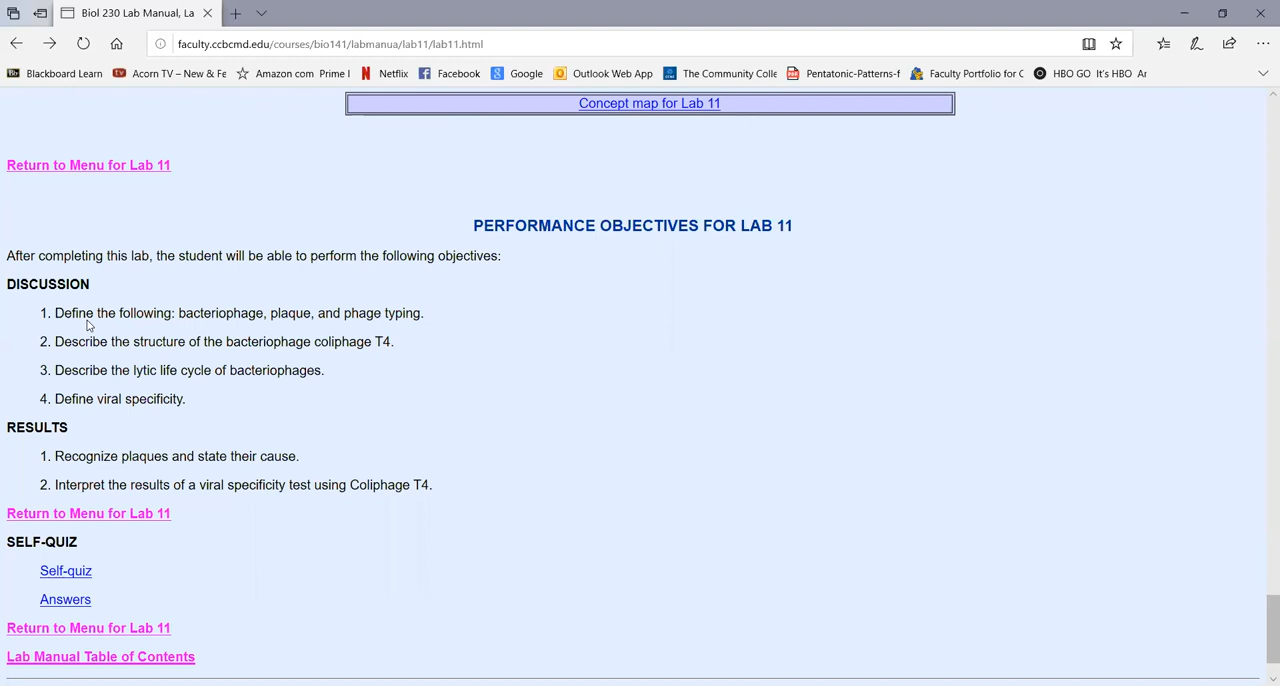 Biol 230 Lab Manual, La
faculty.ccbcmd.edu/courses/bio141/labmanua/lab11/lab11.html
Blackboard Learn Acorn TV – New & Fe Amazon com Prime I Netflix Facebook Google Outlook Web App The Community Colle Pentatonic-Patterns-f Faculty Portfolio for C HBO GO It's HBO Ar
Concept map for Lab 11
Return to Menu for Lab 11
PERFORMANCE OBJECTIVES FOR LAB 11
After completing this lab, the student will be able to perform the following objectives:
DISCUSSION
1. Define the following: bacteriophage, plaque, and phage typing.
2. Describe the structure of the bacteriophage coliphage T4.
3. Describe the lytic life cycle of bacteriophages.
4. Define viral specificity.
RESULTS
1. Recognize plaques and state their cause.
2. Interpret the results of a viral specificity test using Coliphage T4.
Return to Menu for Lab 11
SELF-QUIZ
Self-quiz
Answers
Return to Menu for Lab 11
Lab Manual Table of Contents